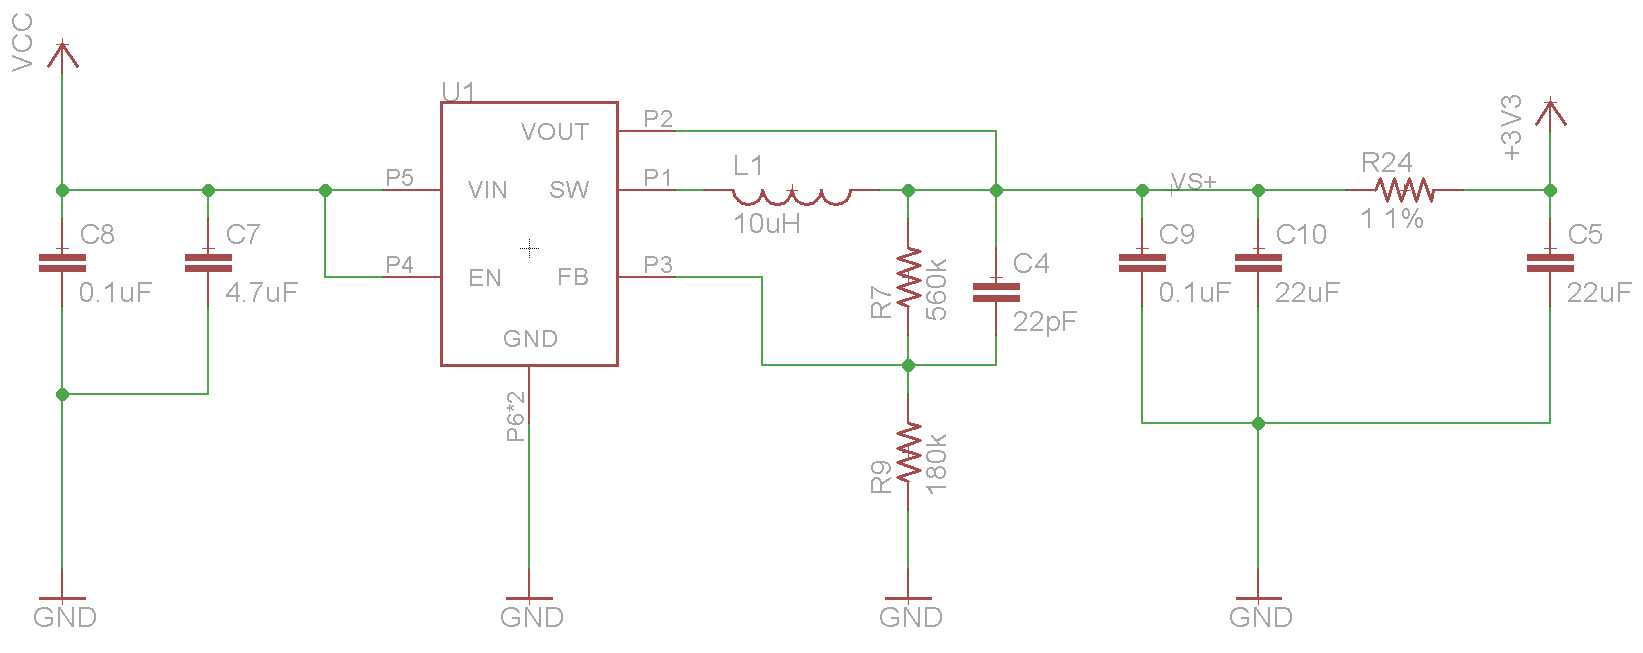 VCC
U1
VOUT
P2
+3V3
P5
VIN
SW
P1
L1
10uH
VS+
R24
1 1%
C8
0.1uF
C7
4.7uF
P4
EN
FB
P3
R7
560k
C4
22pF
C9
0.1uF
C10
22uF
C5
22uF
GND
P6*2
R9
180k
GND
GND
GND
GND